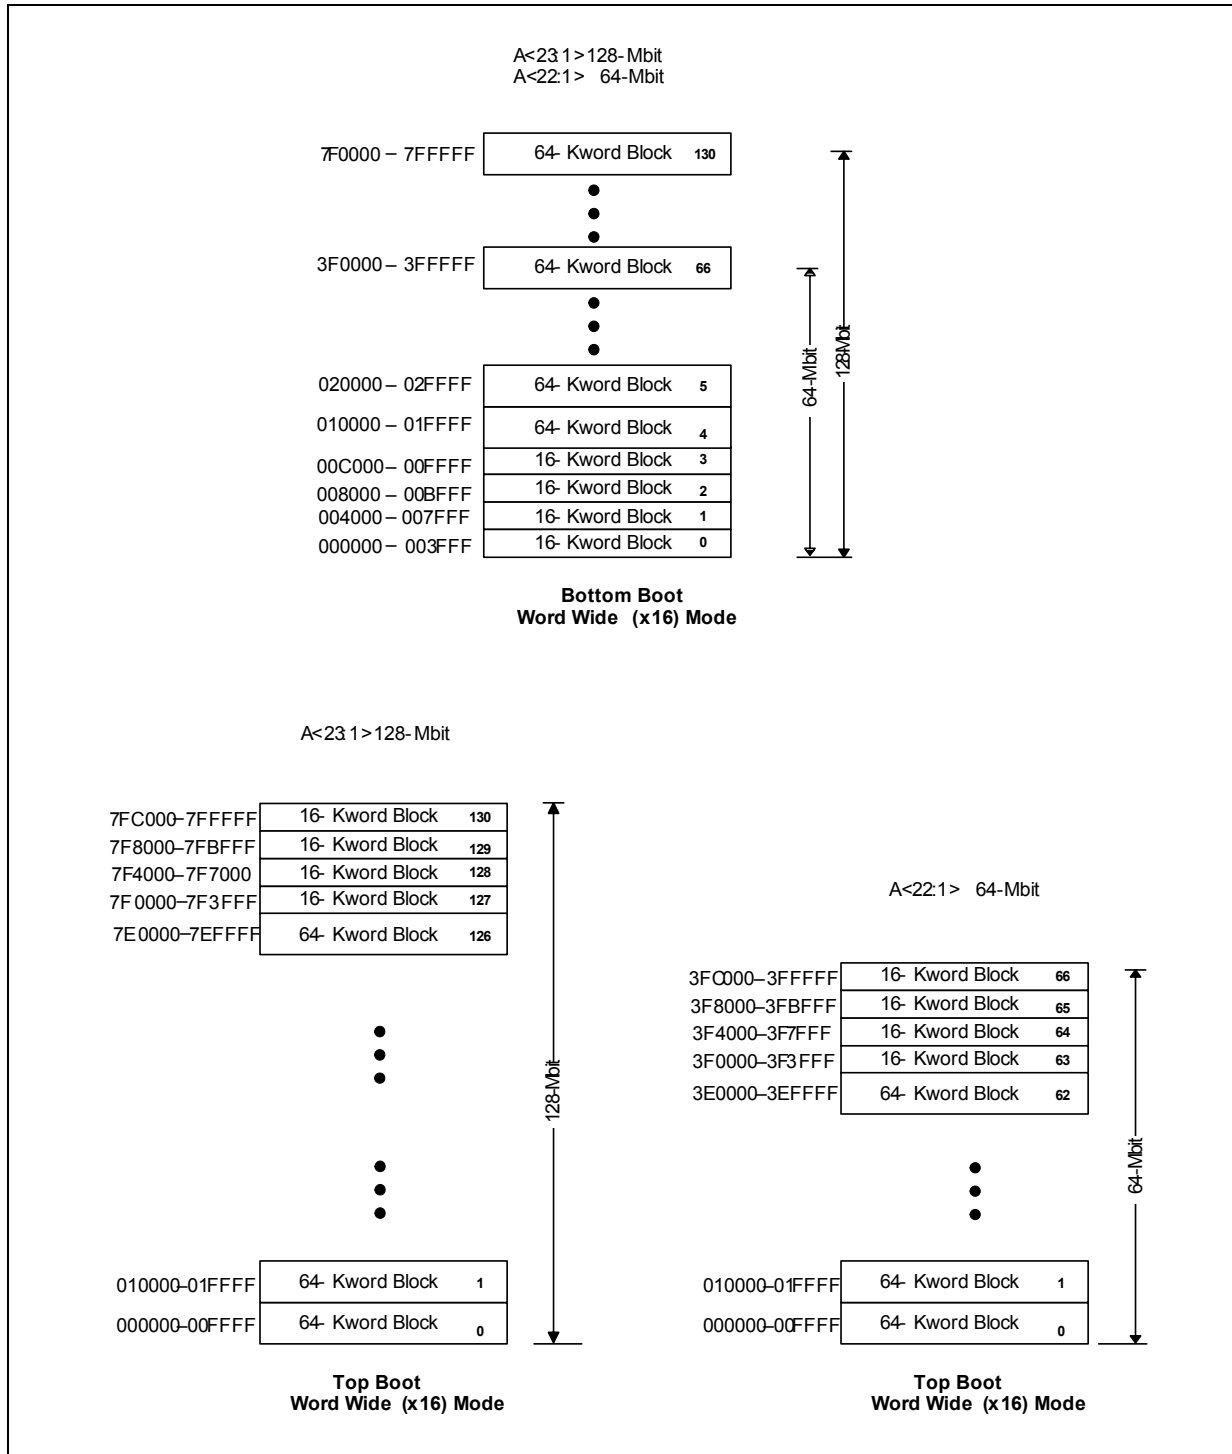 A<23:1>128-Mbit
A<22:1> 64-Mbit
7F0000 – 7FFFFF 64- Kword Block 130
3F0000 – 3FFFFF 64- Kword Block 66
020000 – 02FFFF 64- Kword Block 5
010000 – 01FFFF 64- Kword Block 4
00C000 – 00FFFF 16- Kword Block 3
008000 – 00BFFF 16- Kword Block 2
004000 – 007FFF 16- Kword Block 1
000000 – 003FFF 16- Kword Block 0
64-Mbit
128-Mbit
Bottom Boot
Word Wide (x16) Mode
A<23:1>128-Mbit
7FC000–7FFFFF 16- Kword Block 130
7F8000–7FBFFF 16- Kword Block 129
7F4000–7F7000 16- Kword Block 128
7F0000–7F3FFF 16- Kword Block 127
7E0000–7EFFFF 64- Kword Block 126
010000–01FFFF 64- Kword Block 1
000000–00FFFF 64- Kword Block 0
128-Mbit
Top Boot
Word Wide (x16) Mode
A<22:1> 64-Mbit
3FC000–3FFFFF 16- Kword Block 66
3F8000–3FBFFF 16- Kword Block 65
3F4000–3F7FFF 16- Kword Block 64
3F0000–3F3FFF 16- Kword Block 63
3E0000–3EFFFF 64- Kword Block 62
010000–01FFFF 64- Kword Block 1
000000–00FFFF 64- Kword Block 0
64-Mbit
Top Boot
Word Wide (x16) Mode